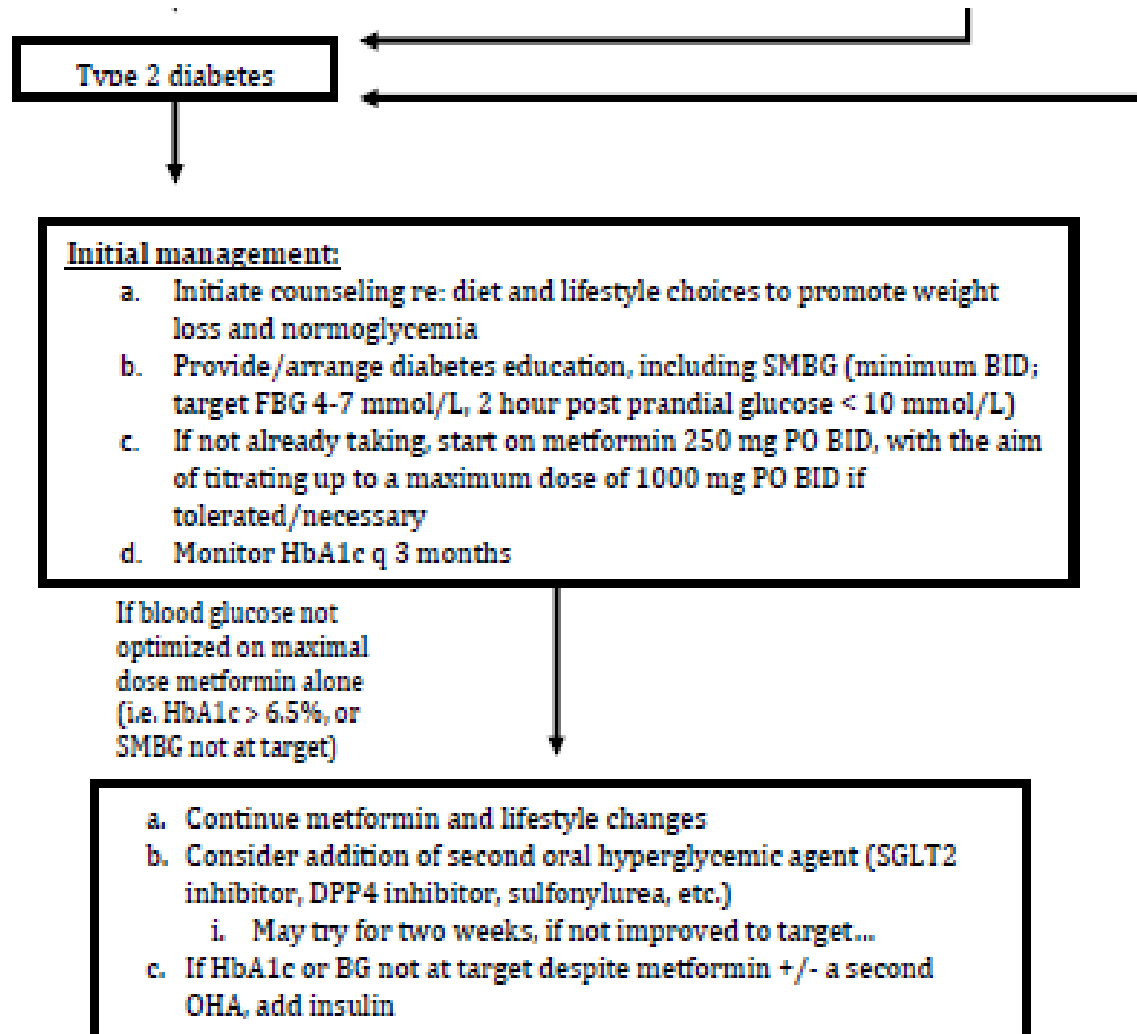 Type 2 diabetes
Initial management:
a. Initiate counseling re: diet and lifestyle choices to promote weight
loss and normoglycemia
b. Provide/arrange diabetes education, including SMBG (minimum BID;
target FBG 4-7 mmol/L, 2 hour post prandial glucose < 10 mmol/L)
c. If not already taking, start on metformin 250 mg PO BID, with the aim
of titrating up to a maximum dose of 1000 mg PO BID if
tolerated/necessary
d. Monitor HbA1c q 3 months
If blood glucose not
optimized on maximal
dose metformin alone
(i.e. HbA1c > 6.5%, or
SMBG not at target)
a. Continue metformin and lifestyle changes
b. Consider addition of second oral hyperglycemic agent (SGLT2
inhibitor, DPP4 inhibitor, sulfonylurea, etc.)
i. May try for two weeks, if not improved to target...
c. If HbA1c or BG not at target despite metformin +/- a second
OHA, add insulin